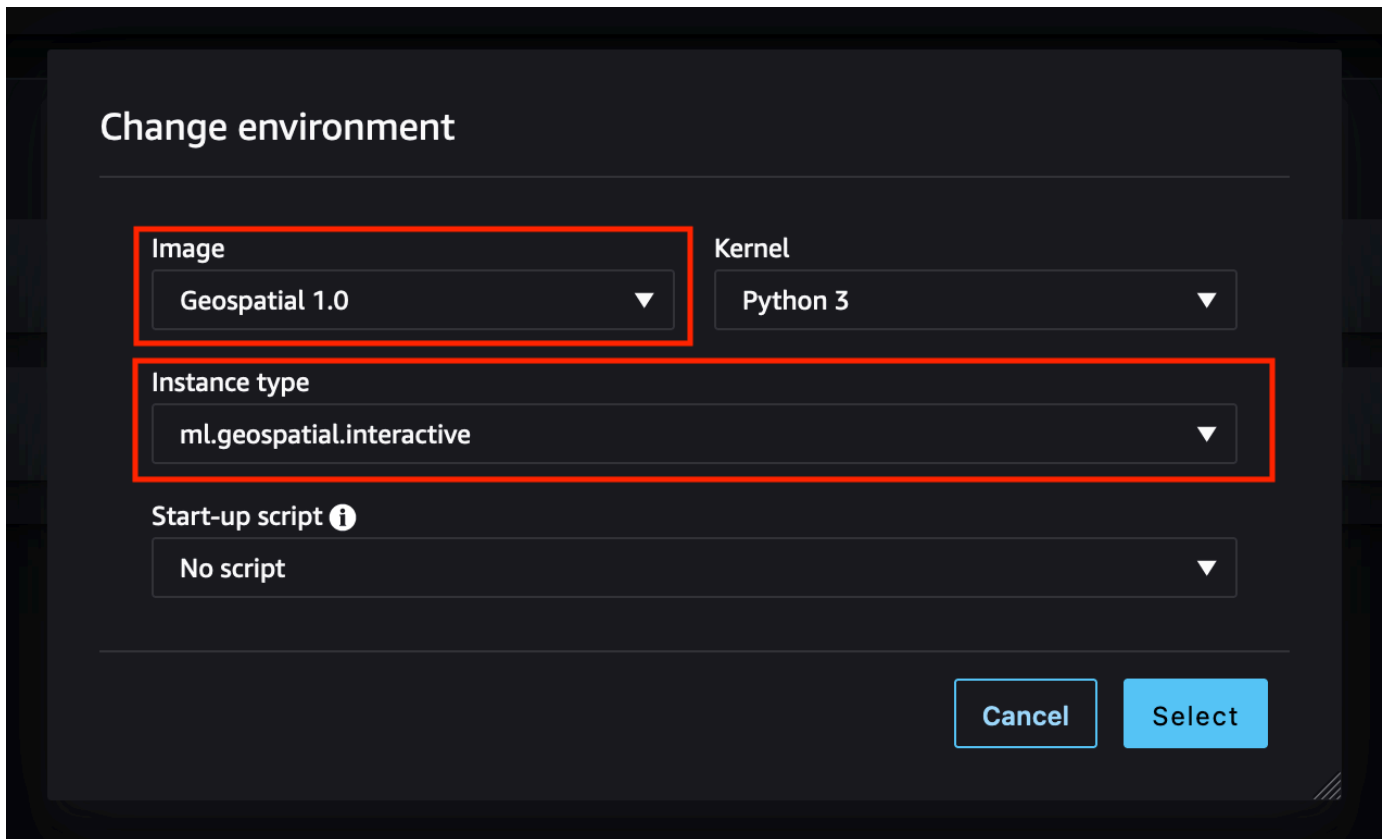 Change environment
Image
Geospatial 1.0
Kernel
Python 3
Instance type
ml.geospatial.interactive
Start-up script
No script
Cancel
Select